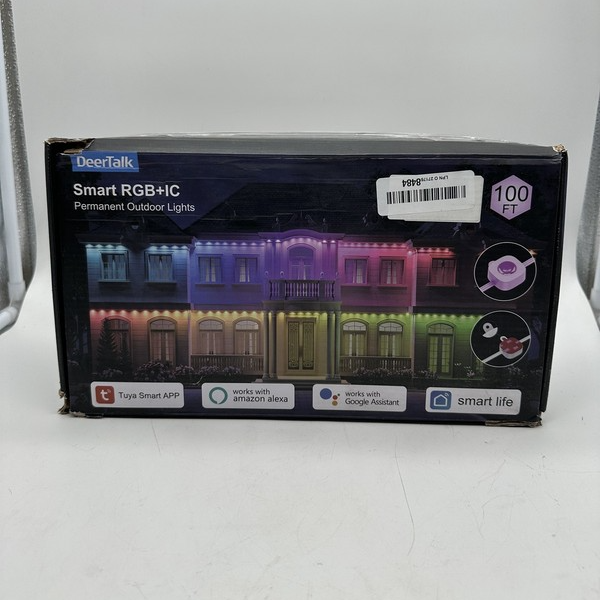 DeerTalk
Smart RGB+IC
Permanent Outdoor Lights
8484
100
FT
Tuya Smart APP
works with
amazon alexa
works with
Google Assistant
smart life